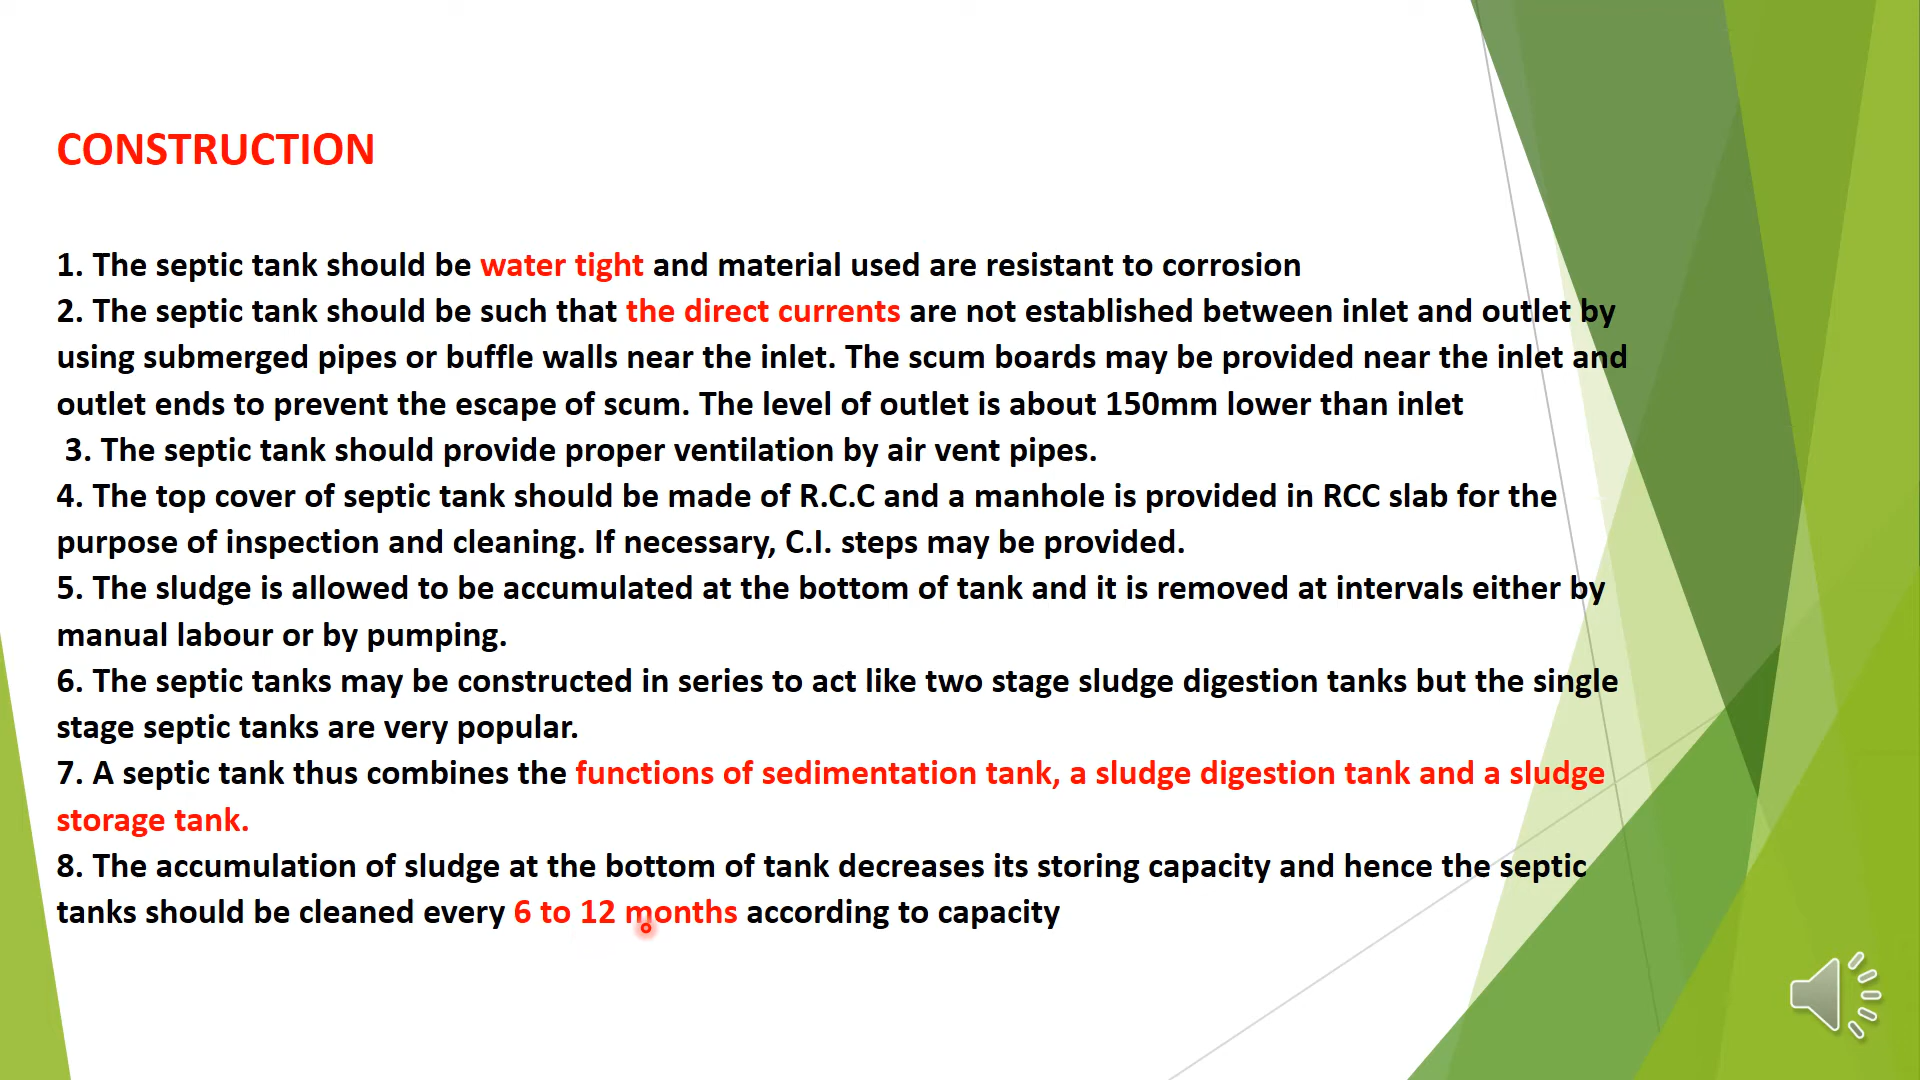 CONSTRUCTION
1. The septic tank should be water tight and material used are resistant to corrosion
2. The septic tank should be such that the direct currents are not established between inlet and outlet by
using submerged pipes or buffle walls near the inlet. The scum boards may be provided near the inlet and
outlet ends to prevent the escape of scum. The level of outlet is about 150mm lower than inlet
3. The septic tank should provide proper ventilation by air vent pipes.
4. The top cover of septic tank should be made of R.C.C and a manhole is provided in RCC slab for the
purpose of inspection and cleaning. If necessary, C.I. steps may be provided.
5. The sludge is allowed to be accumulated at the bottom of tank and it is removed at intervals either by
manual labour or by pumping.
6. The septic tanks may be constructed in series to act like two stage sludge digestion tanks but the single
stage septic tanks are very popular.
7. A septic tank thus combines the functions of sedimentation tank, a sludge digestion tank and a sludge
storage tank.
8. The accumulation of sludge at the bottom of tank decreases its storing capacity and hence the septic
tanks should be cleaned every 6 to 12 months according to capacity